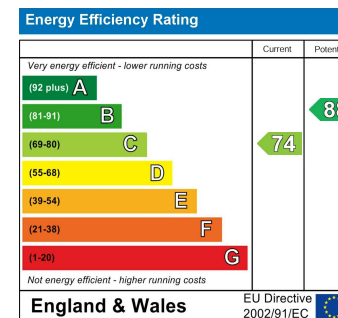 Energy Efficiency Rating
Current
Very energy efficient - lower running costs
(92 plus) A
(81-91) B
(69-80) C 74
(55-68) D
(39-54) E
(21-38) F
(1-20) G
Not energy efficient - higher running costs
England & Wales
EU Directive
2002/91/EC